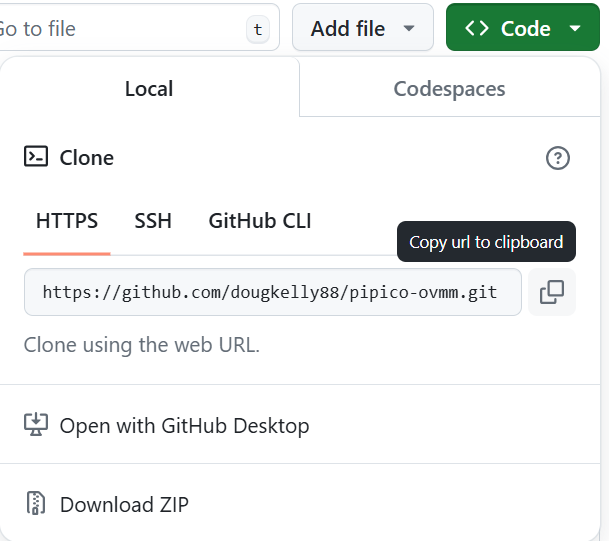 Go to file t Add file <> Code
Local Codespaces
Clone
HTTPS SSH GitHub CLI
Copy url to clipboard
https://github.com/dougkelly88/pipico-ovmm.git
Clone using the web URL.
Open with GitHub Desktop
Download ZIP